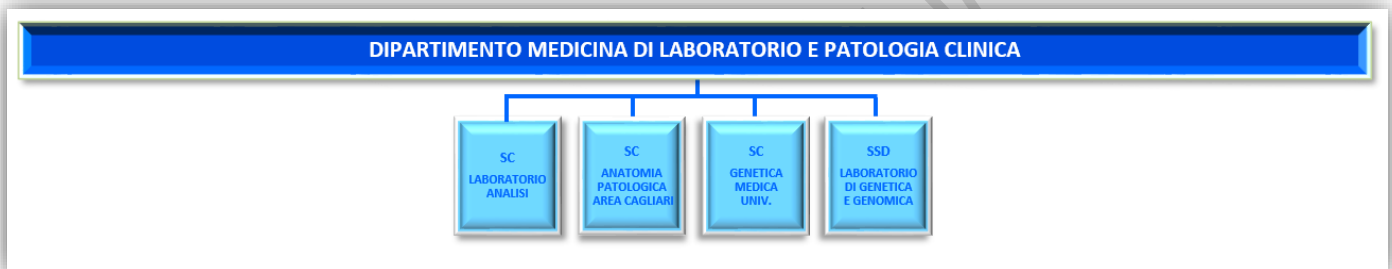 DIPARTIMENTO MEDICINA DI LABORATORIO E PATOLOGIA CLINICA
SC
LABORATORIO
ANALISI
SC
ANATOMIA
PATOLOGICA
AREA CAGLIARI
SC
GENETICA
MEDICA
UNIV.
SSD
LABORATORIO
DI GENETICA
E GENOMICA